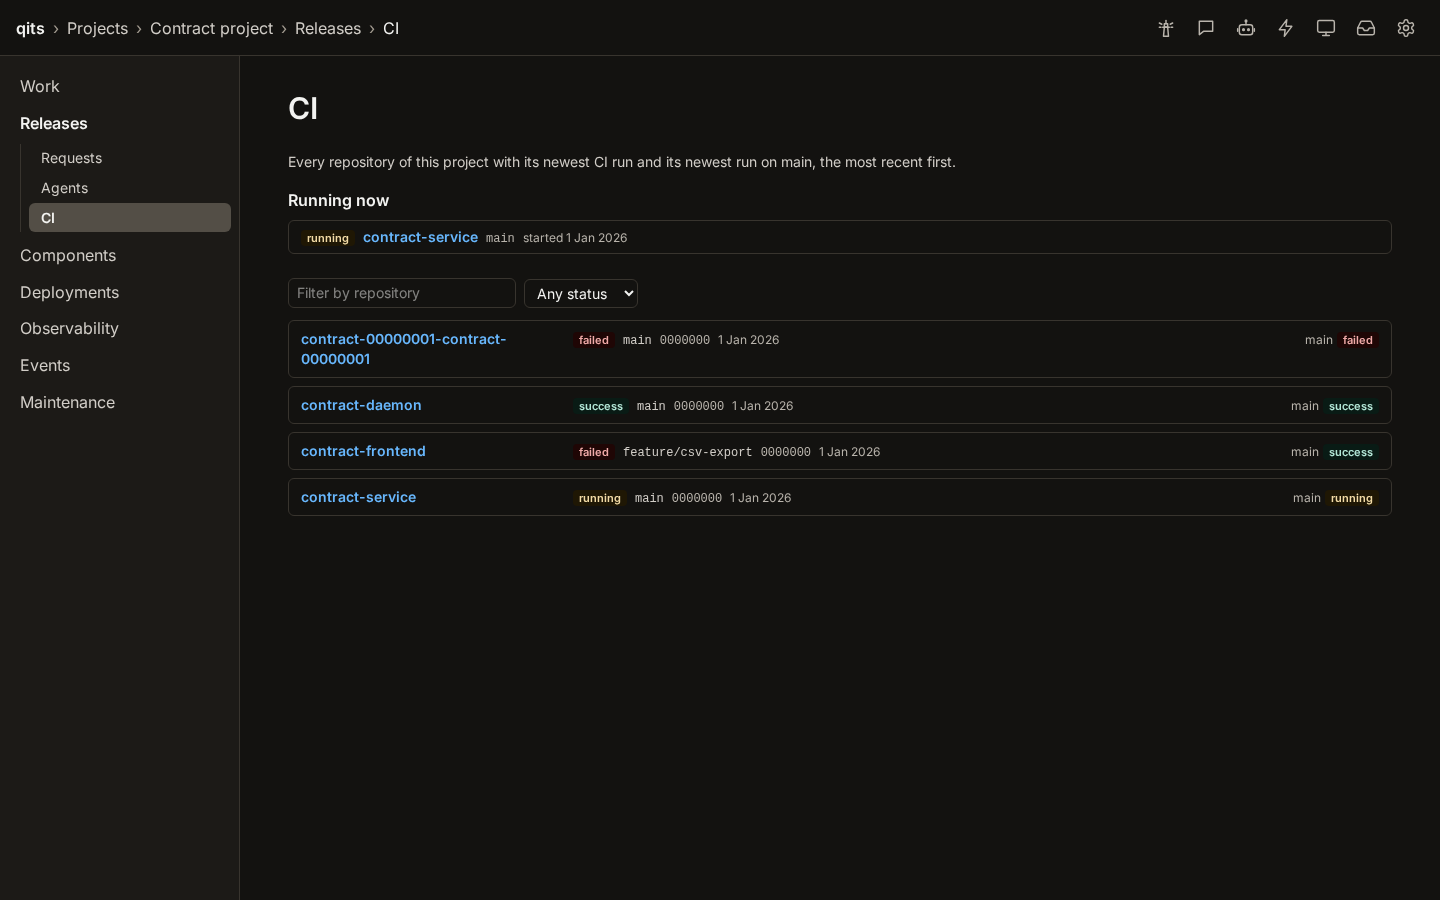 qits › Projects › Contract project › Releases › CI
Work
Releases
Requests
Agents
CI
Components
Deployments
Observability
Events
Maintenance
CI
Every repository of this project with its newest CI run and its newest run on main, the most recent first.
Running now
running contract-service main started 1 Jan 2026
Filter by repository Any status
contract-00000001-contract-00000001 failed main 0000000 1 Jan 2026 main failed
contract-daemon success main 0000000 1 Jan 2026 main success
contract-frontend failed feature/csv-export 0000000 1 Jan 2026 main success
contract-service running main 0000000 1 Jan 2026 main running